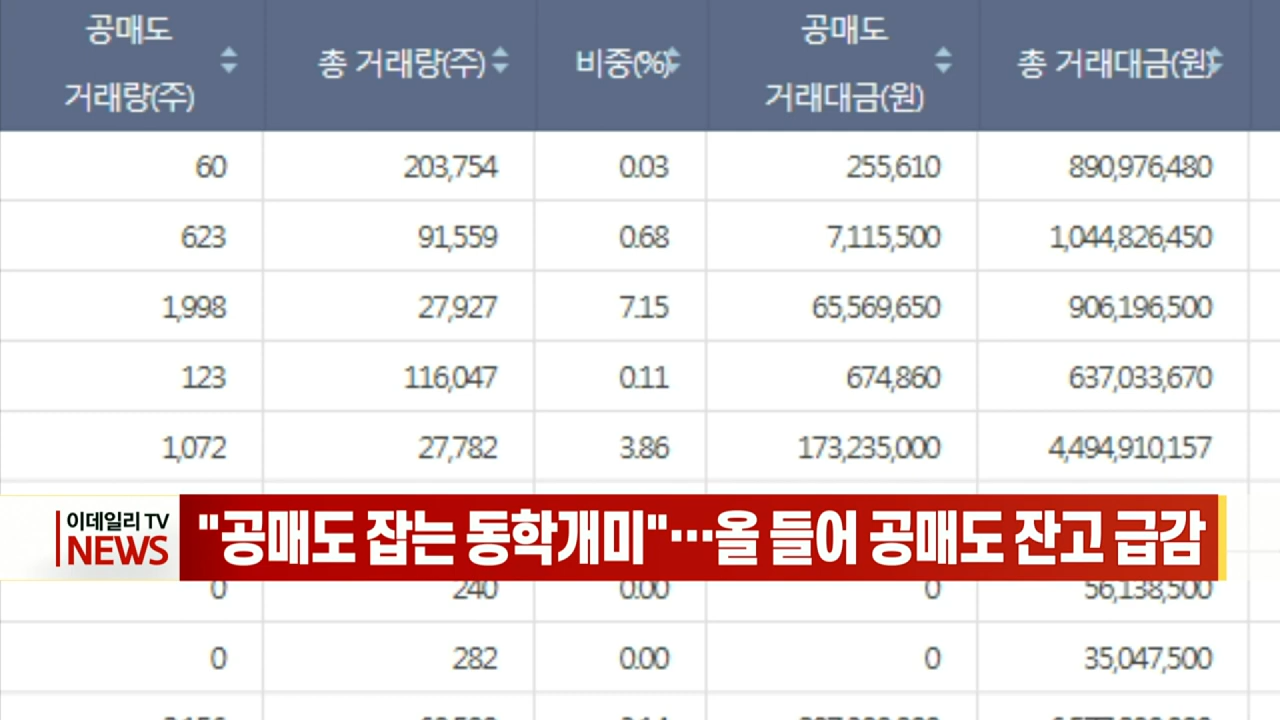 공매도 거래량(주) 총 거래량(주) 비중(%) 공매도 거래대금(원) 총 거래대금(원)
60 203,754 0.03 255,610 890,976,480
623 91,559 0.68 7,115,500 1,044,826,450
1,998 27,927 7.15 65,569,650 906,196,500
123 116,047 0.11 674,860 637,033,670
1,072 27,782 3.86 173,235,000 4,494,910,157
이데일리 TV
NEWS
"공매도 잡는 동학개미"…올 들어 공매도 잔고 급감
0 240 0.00 0 56,138,500
0 282 0.00 0 35,047,500